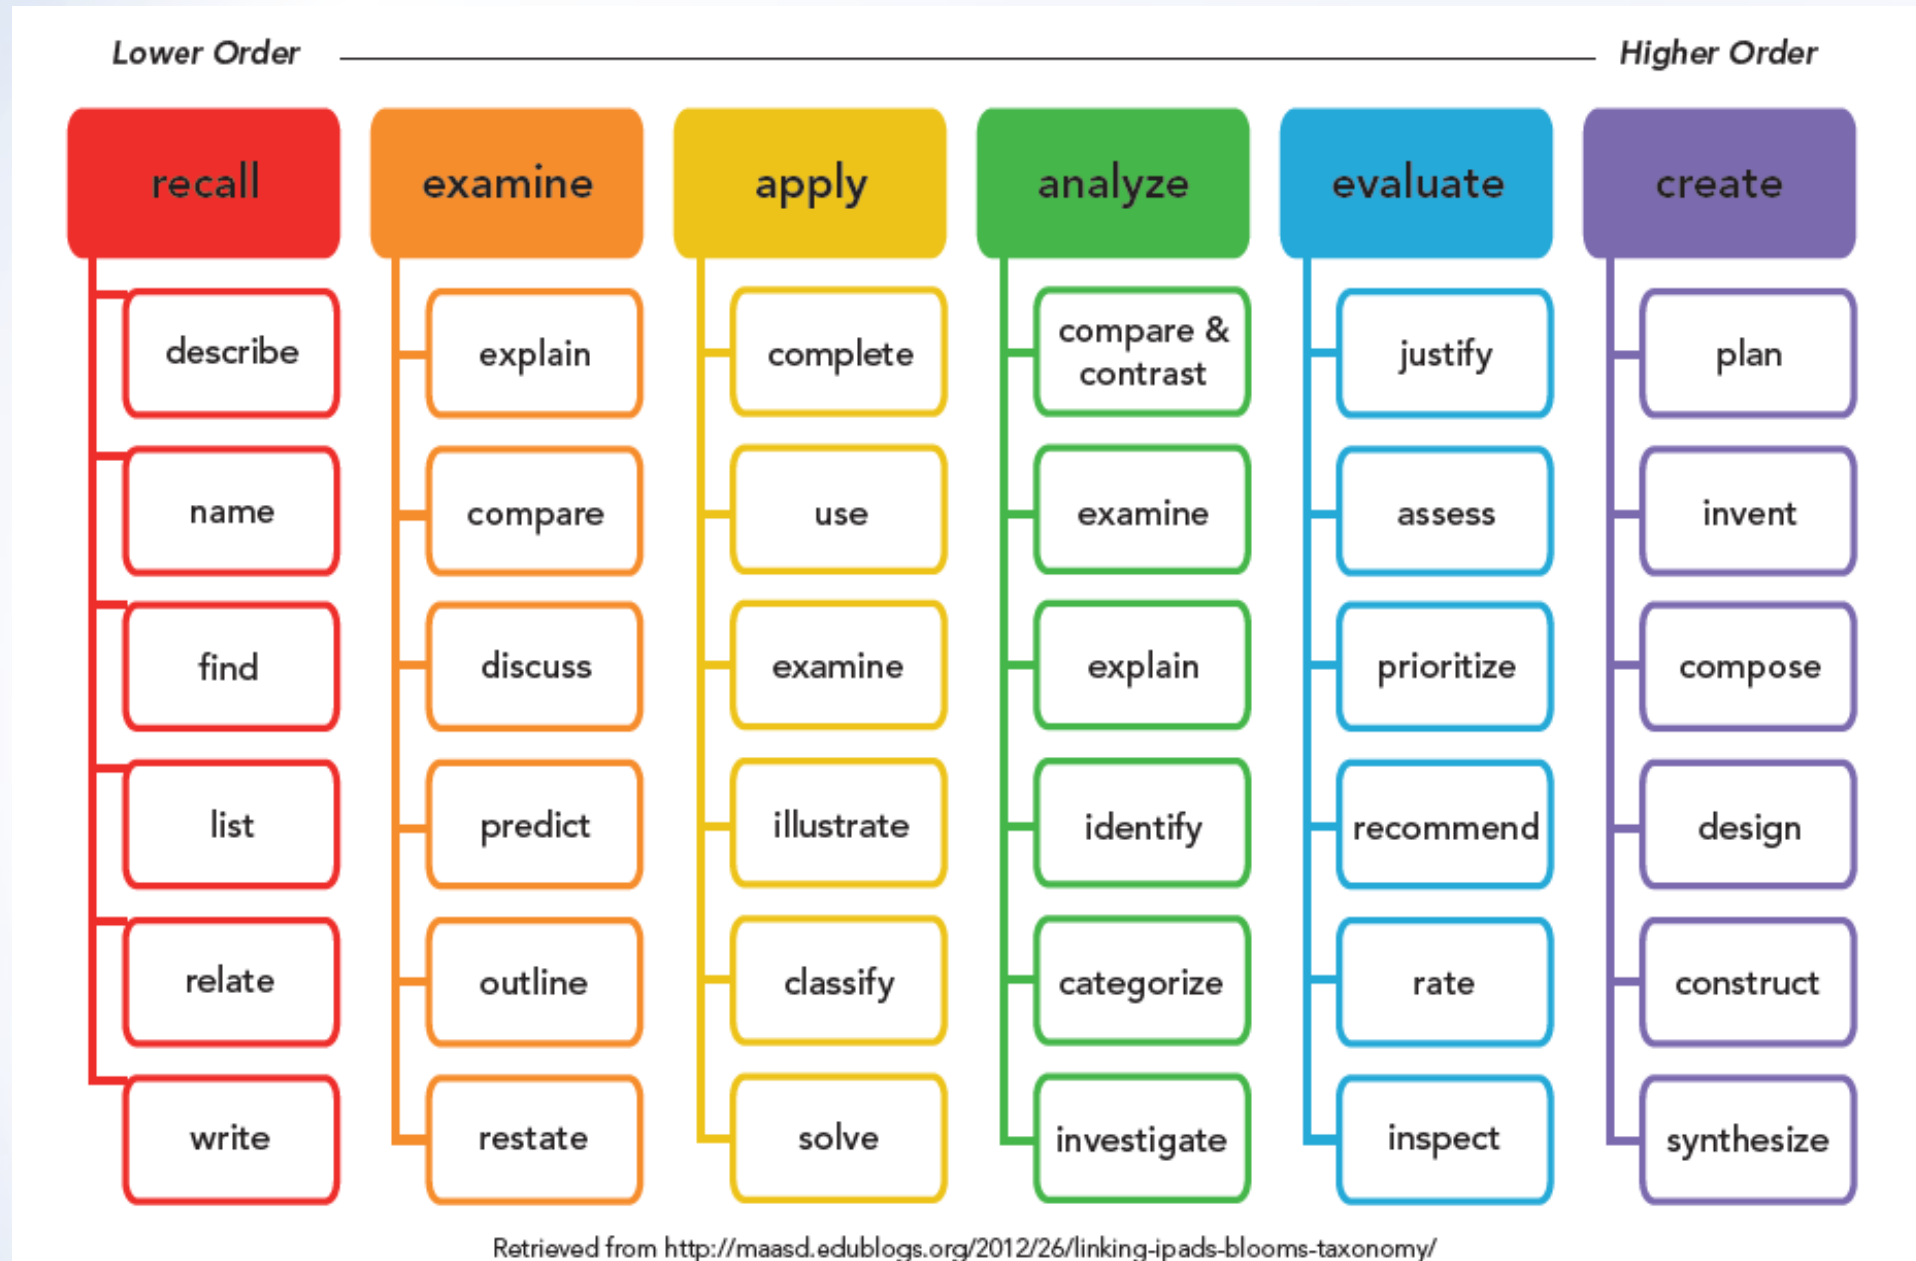 Lower Order Higher Order
recall
describe
name
find
list
relate
write
examine
explain
compare
discuss
predict
outline
restate
apply
complete
use
examine
illustrate
classify
solve
analyze
compare &
contrast
examine
explain
identify
categorize
investigate
evaluate
justify
assess
prioritize
recommend
rate
inspect
create
plan
invent
compose
design
construct
synthesize
Retrieved from http://maasd.edublogs.org/2012/26/linking-ipads-blooms-taxonomy/